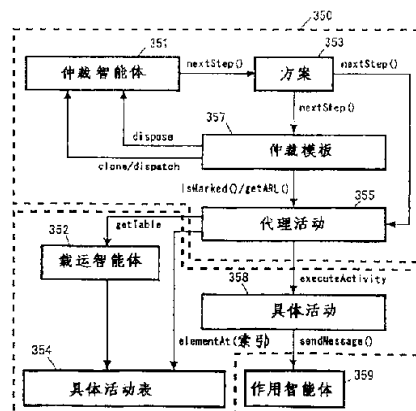 350
351
353
仲裁智能体
nextStep()
方案
nextStep()
nextStep()
357
dispose
仲裁模板
clone/dispatch
isMarked()/getARL()
355
getTable
代理活动
352
载运智能体
358
executeActivity
具体活动
elementAt(索引)
sendMessage()
354
359
具体活动表
作用智能体